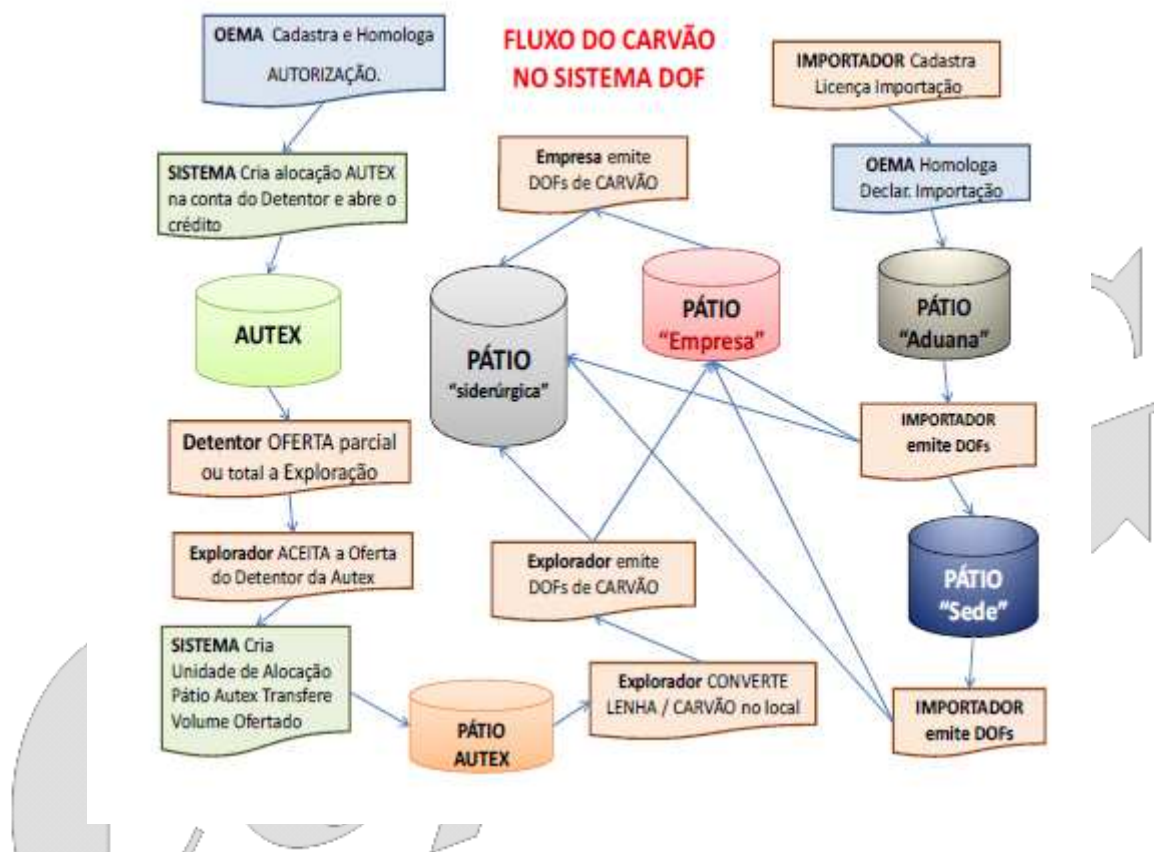 FLUXO DO CARVÃO
NO SISTEMA DOF
OEMA Cadastra e Homologa
AUTORIZAÇÃO.
SISTEMA Cria alocação AUTEX
na conta do Detentor e abre o
crédito
AUTEX
Detentor OFERTA parcial
ou total a Exploração
Explorador ACEITA a Oferta
do Detentor da Autex
SISTEMA Cria
Unidade de Alocação
Pátio Autex Transfere
Volume Ofertado
PÁTIO
AUTEX
Explorador CONVERTE
LENHA / CARVÃO no local
Explorador emite
DOFs de CARVÃO
PÁTIO
“siderúrgica”
Empresa emite
DOFs de CARVÃO
PÁTIO
“Empresa”
IMPORTADOR Cadastra
Licença Importação
OEMA Homologa
Declar. Importação
PÁTIO
“Aduana”
IMPORTADOR
emite DOFs
PÁTIO
“Sede”
IMPORTADOR
emite DOFs